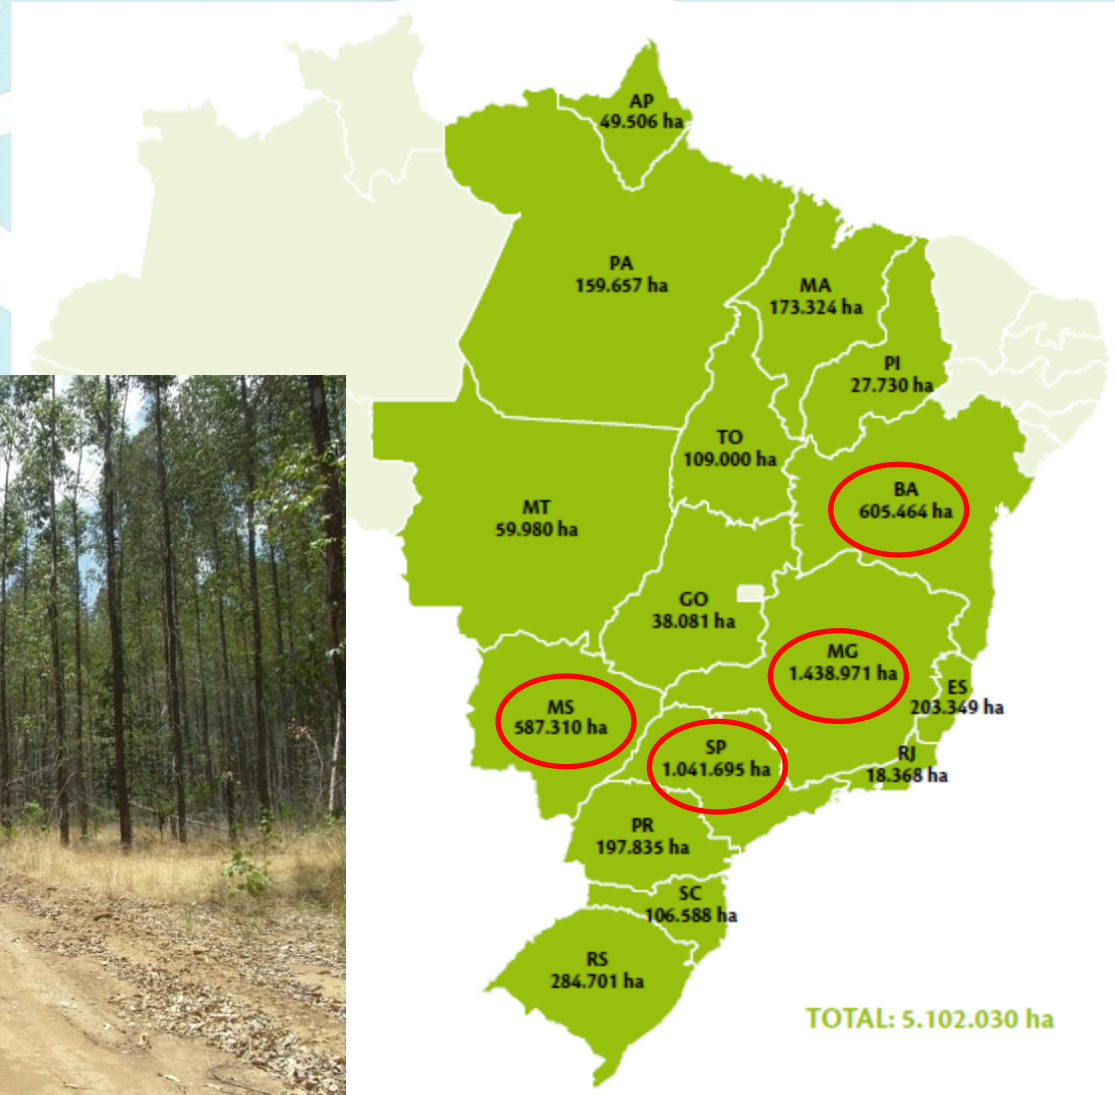 AP
49.506 ha
PA
159.657 ha
MA
173.324 ha
PI
27.730 ha
TO
109.000 ha
BA
605.464 ha
MT
59.980 ha
GO
38.081 ha
MG
1.438.971 ha
ES
203.349 ha
MS
587.310 ha
SP
1.041.695 ha
RJ
18.368 ha
PR
197.835 ha
SC
106.588 ha
RS
284.701 ha
TOTAL: 5.102.030 ha